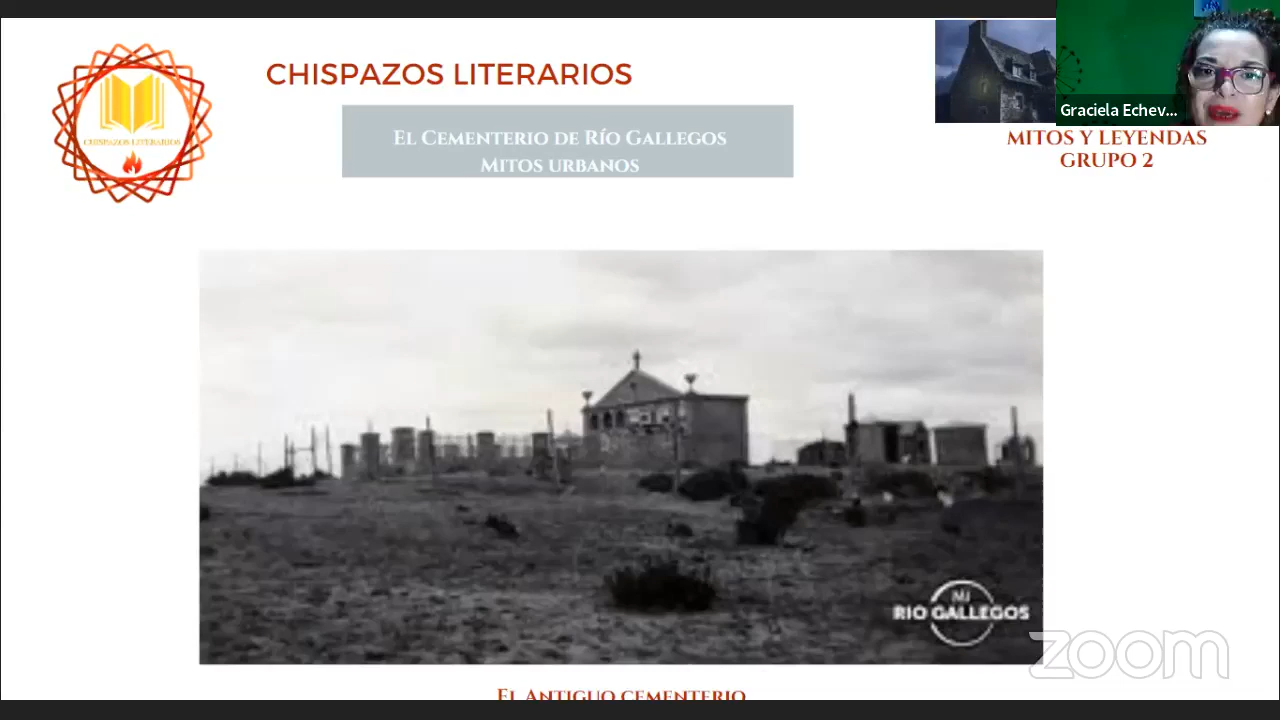 CHISPAZOS LITERARIOS
CHISPAZOS LITERARIOS
El Cementerio de Río Gallegos
Mitos urbanos
Graciela Echev...
MITOS Y LEYENDAS
GRUPO 2
MI
RIO GALLEGOS
zoom
El Antiguo cementerio